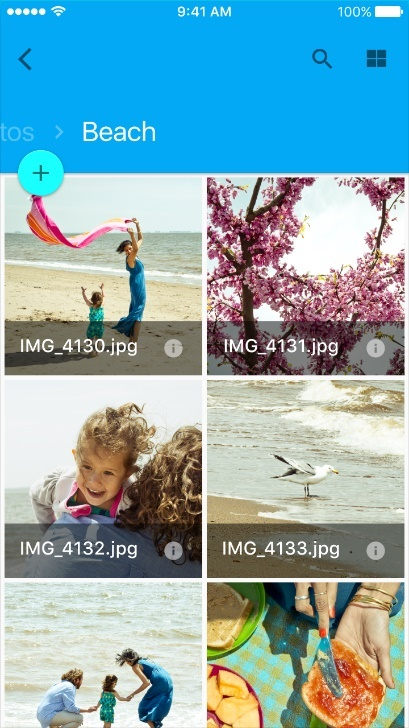 9:41 AM
100%
tos > Beach
+
IMG_4130.jpg
IMG_4131.jpg
IMG_4132.jpg
IMG_4133.jpg